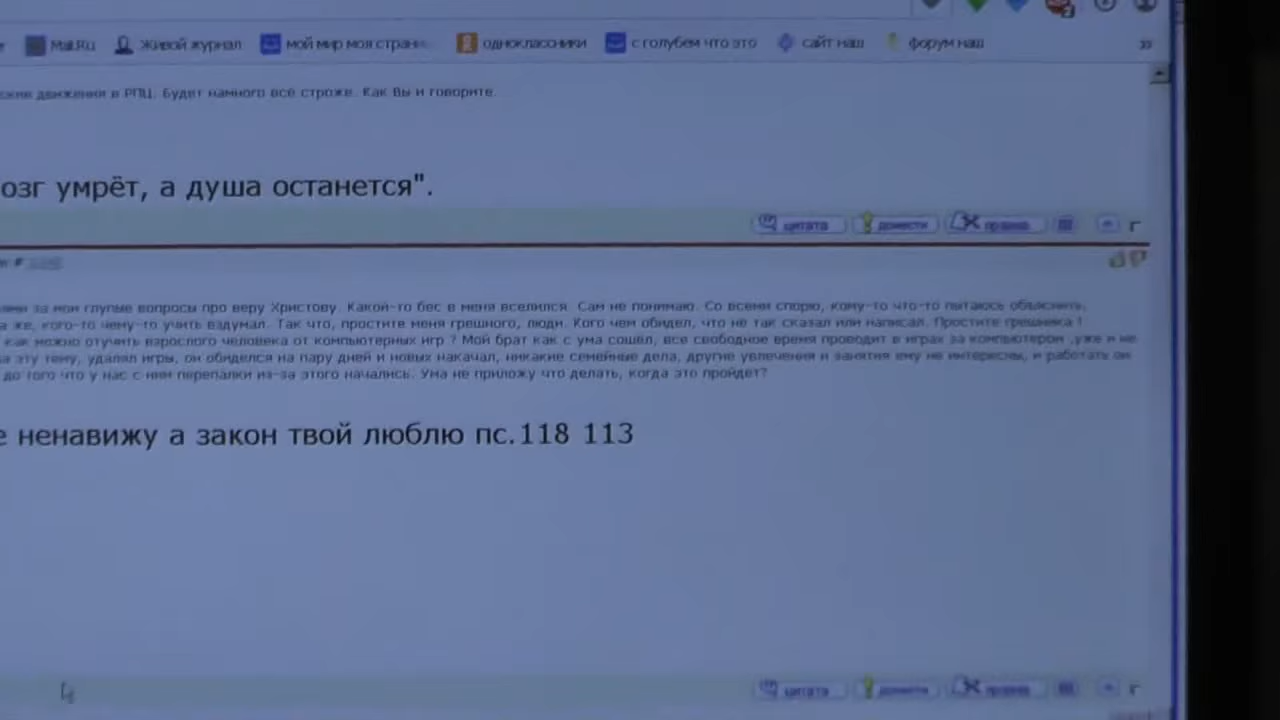 Mail.Ru Живой журнал мой мир моя страни одноклассники с голубем что это сайт наш форум наш »
движения в РПЦ. Будет намного всё строже. Как Вы и говорите.
озг умрёт, а душа останется".
цитата донести правка
за мои глупые вопросы про веру Христову. Какой-то бес в меня вселился. Сам не понимаю. Со всеми спорю, кому-то что-то пытаюсь объяснить,
же, кого-то чему-то учить вздумал. Так что, простите меня грешного, люди. Кого чем обидел, что не так сказал или написал. Простите грешника !
как можно отучить взрослого человека от компьютерных игр ? Мой брат как с ума сошёл, все свободное время проводит в играх за компьютером ,уже и не
эту тему, удалял игры, он обиделся на пару дней и новых накачал, никакие семейные дела, другие увлечения и занятия ему не интересны, и работать он
до того что у нас с ним перепалки из-за этого начались. Ума не приложу что делать, когда это пройдет?
е ненавижу а закон твой люблю пс.118 113
цитата донести правка